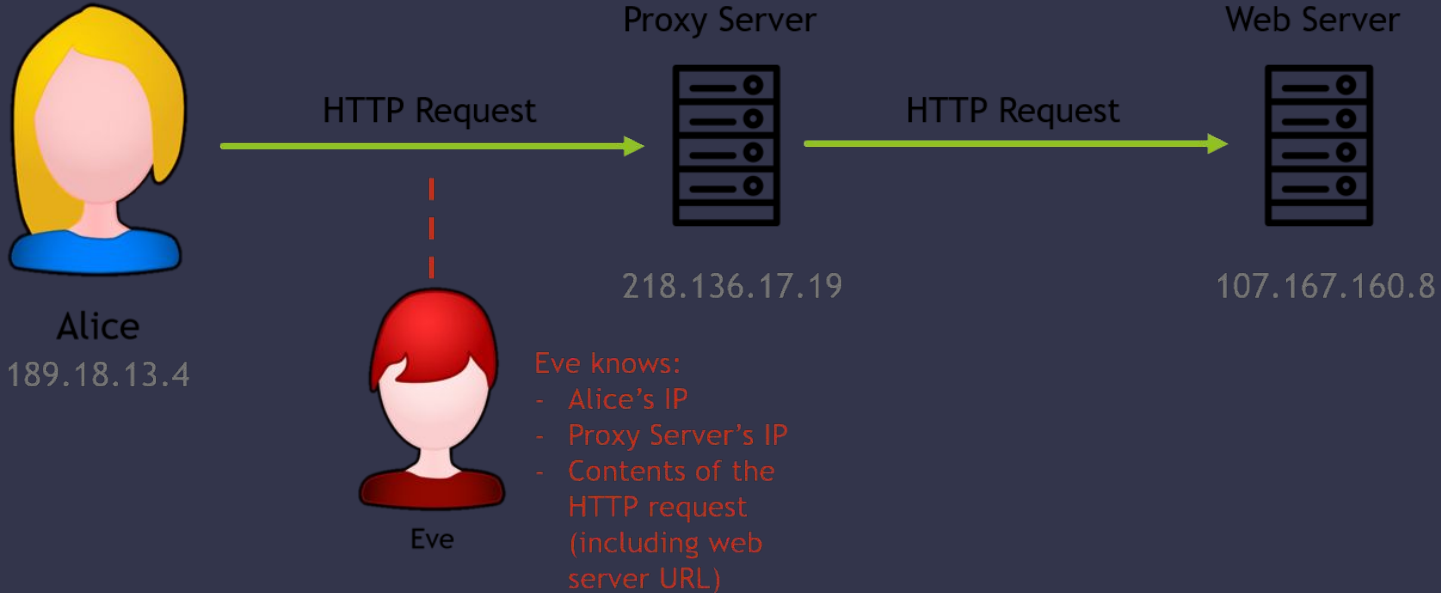 Proxy Server
Web Server
HTTP Request
HTTP Request
218.136.17.19
107.167.160.8
Alice
189.18.13.4
Eve knows:
- Alice’s IP
- Proxy Server’s IP
- Contents of the
HTTP request
(including web
server URL)
Eve